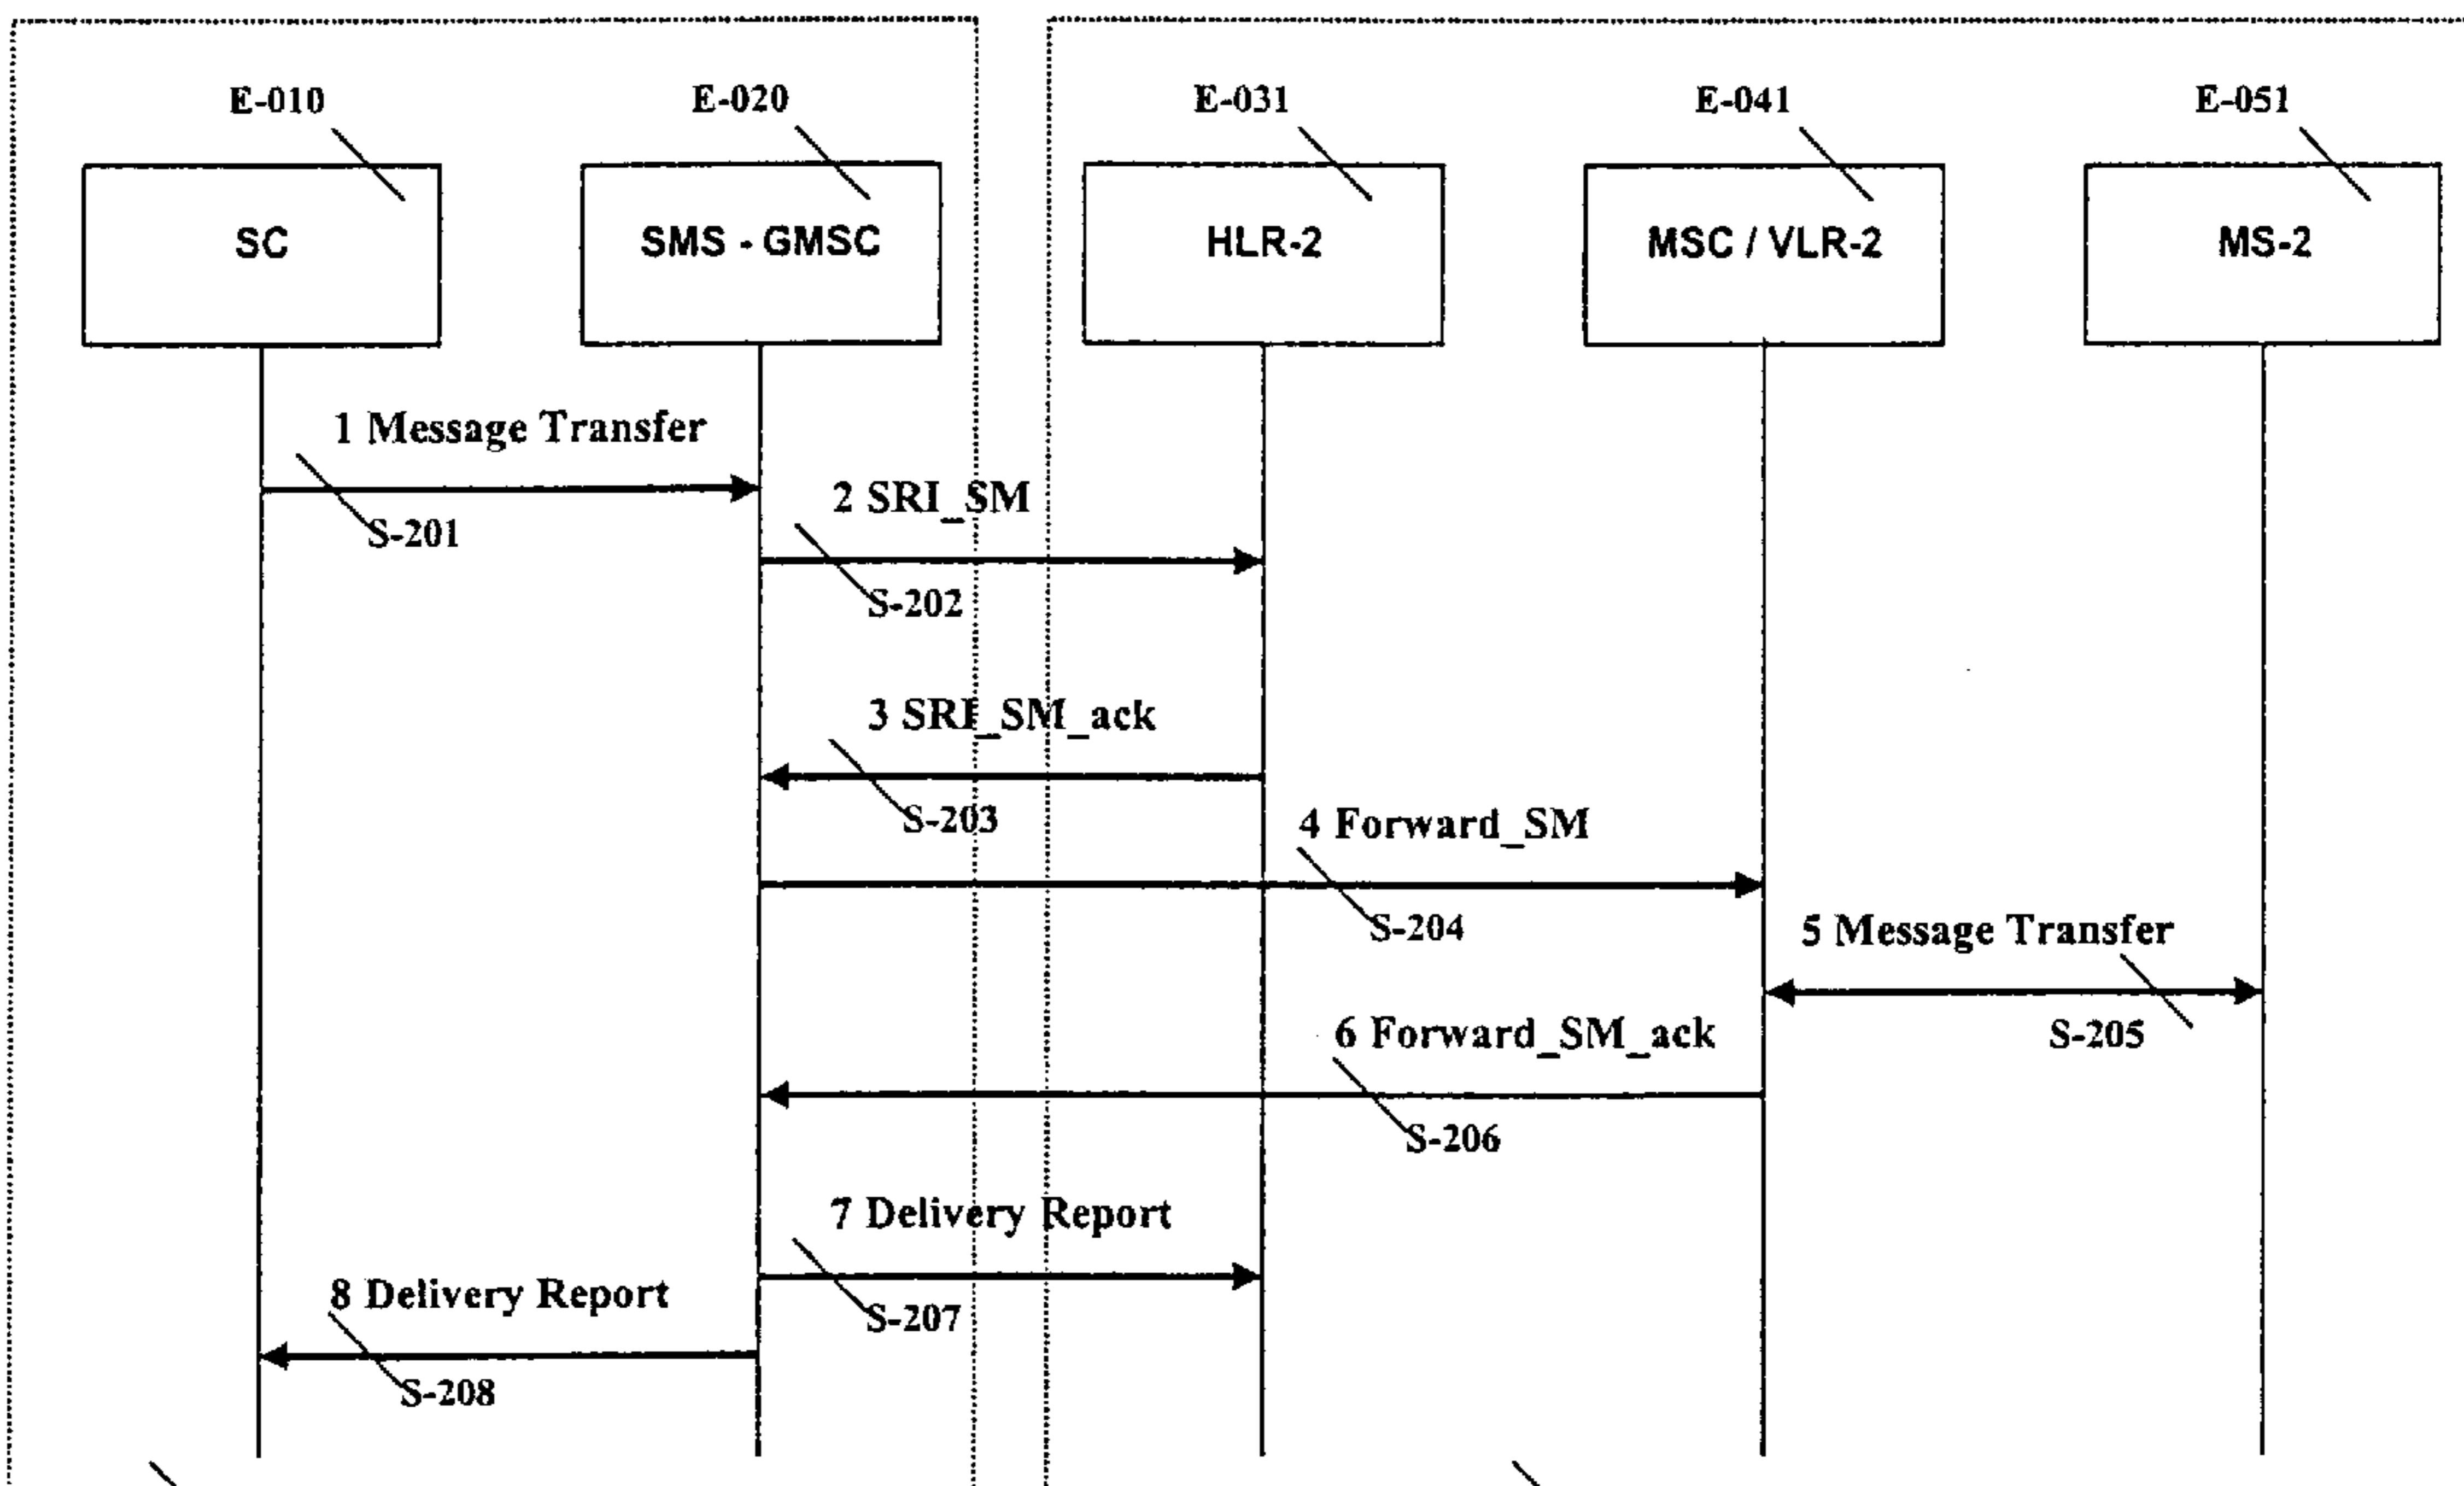 E-010
E-020
E-031
E-041
E-051
SC
SMS - GMSC
HLR-2
MSC / VLR-2
MS-2
1 Message Transfer
S-201
2 SRI_SM
S-202
3 SRI_SM_ack
S-203
4 Forward_SM
S-204
5 Message Transfer
S-205
6 Forward_SM_ack
S-206
7 Delivery Report
S-207
8 Delivery Report
S-208